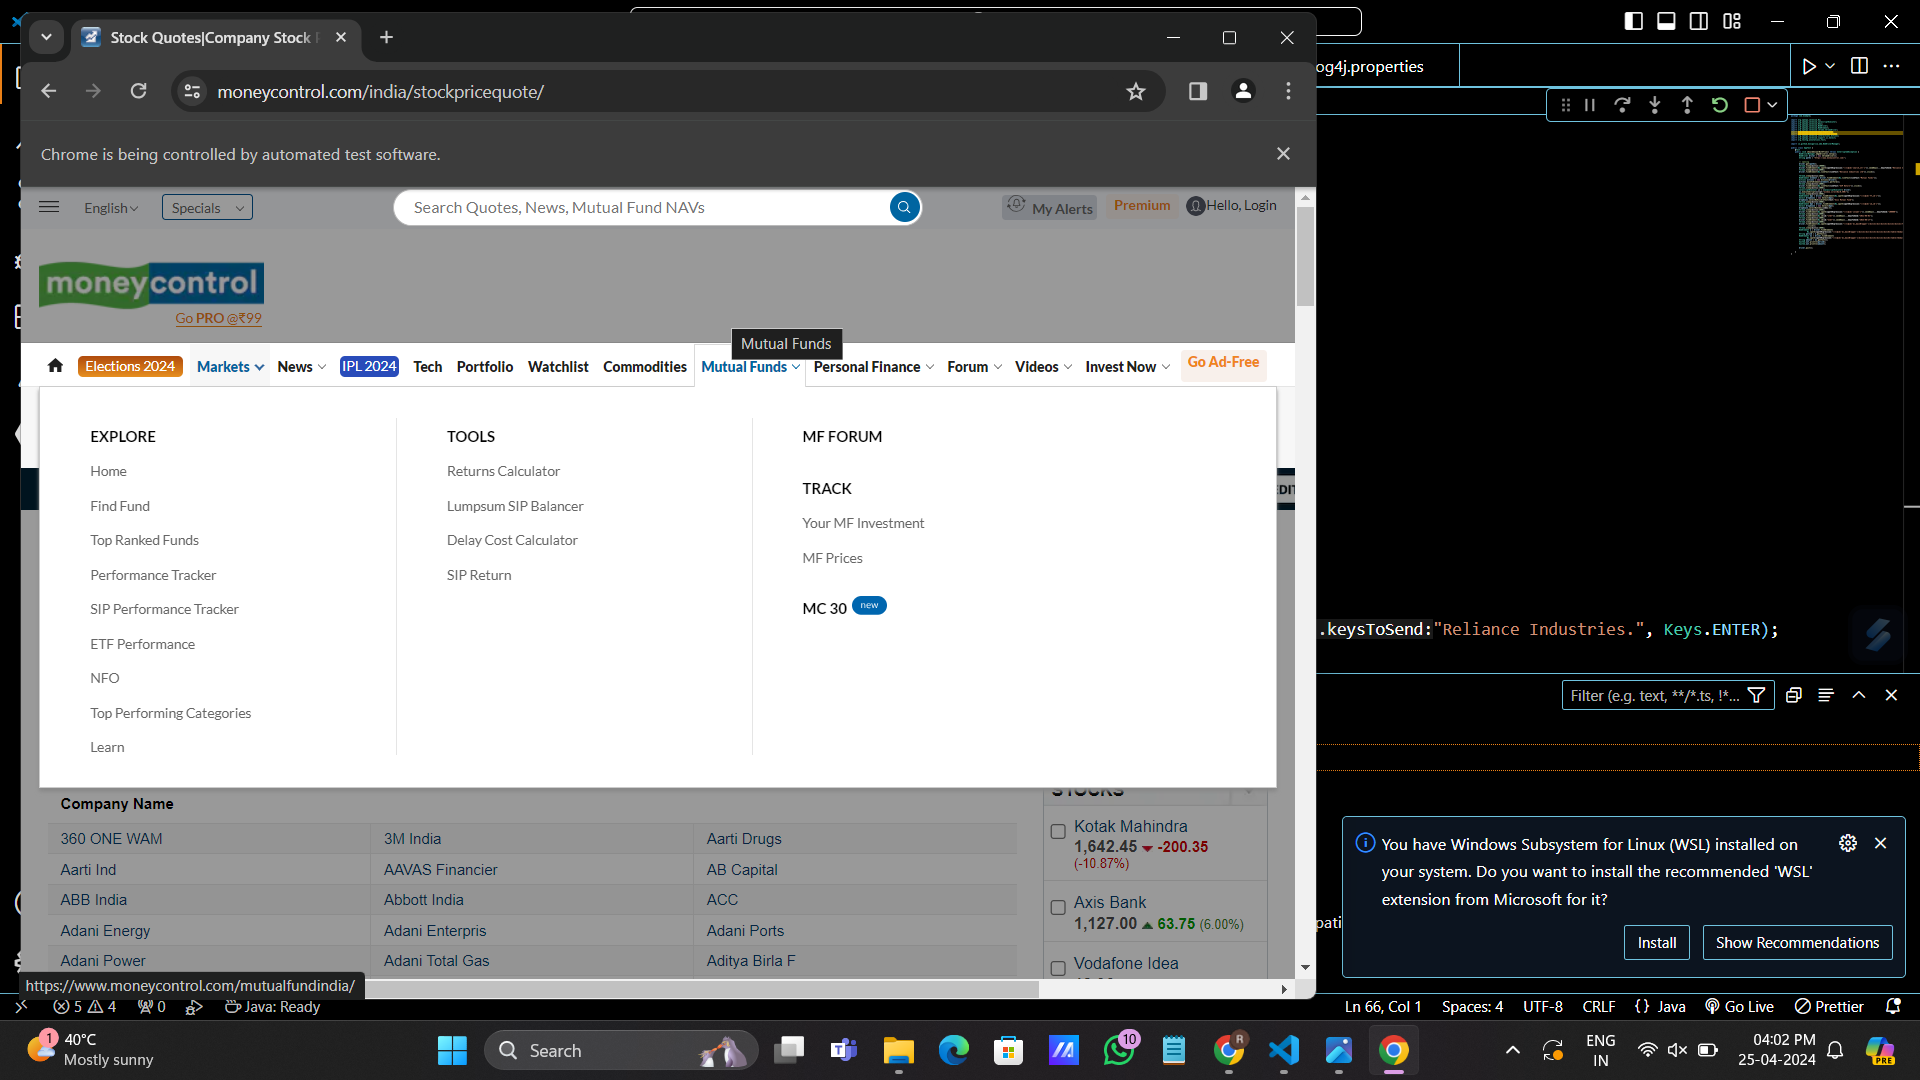 Stock Quotes|Company Stock
og4j.properties
moneycontrol.com/india/stockpricequote/
Chrome is being controlled by automated test software.
English
Specials
Search Quotes, News, Mutual Fund NAVs
My Alerts
Premium
Hello, Login
moneycontrol
Go PRO @₹99
Mutual Funds
Elections 2024
Markets
News
IPL 2024
Tech
Portfolio
Watchlist
Commodities
Mutual Funds
Personal Finance
Forum
Videos
Invest Now
Go Ad-Free
EXPLORE
Home
Find Fund
Top Ranked Funds
Performance Tracker
SIP Performance Tracker
ETF Performance
NFO
Top Performing Categories
Learn
TOOLS
Returns Calculator
Lumpsum SIP Balancer
Delay Cost Calculator
SIP Return
MF FORUM
TRACK
Your MF Investment
MF Prices
MC 30 new
Company Name
360 ONE WAM
3M India
Aarti Drugs
Aarti Ind
AAVAS Financier
AB Capital
ABB India
Abbott India
ACC
Adani Energy
Adani Enterpris
Adani Ports
Adani Power
Adani Total Gas
Aditya Birla F
STOCKS
Kotak Mahindra
1,642.45 -200.35
(-10.87%)
Axis Bank
1,127.00 63.75 (6.00%)
Vodafone Idea
https://www.moneycontrol.com/mutualfundindia/
.keysToSend:"Reliance Industries.", Keys.ENTER);
Filter (e.g. text, **/*.ts, !*...
You have Windows Subsystem for Linux (WSL) installed on
your system. Do you want to install the recommended 'WSL'
extension from Microsoft for it?
Install
Show Recommendations
5 4 0 Java: Ready
Ln 66, Col 1 Spaces: 4 UTF-8 CRLF {} Java Go Live Prettier
1
40°C
Mostly sunny
Search
10
R
ENG
IN
04:02 PM
25-04-2024
PRE